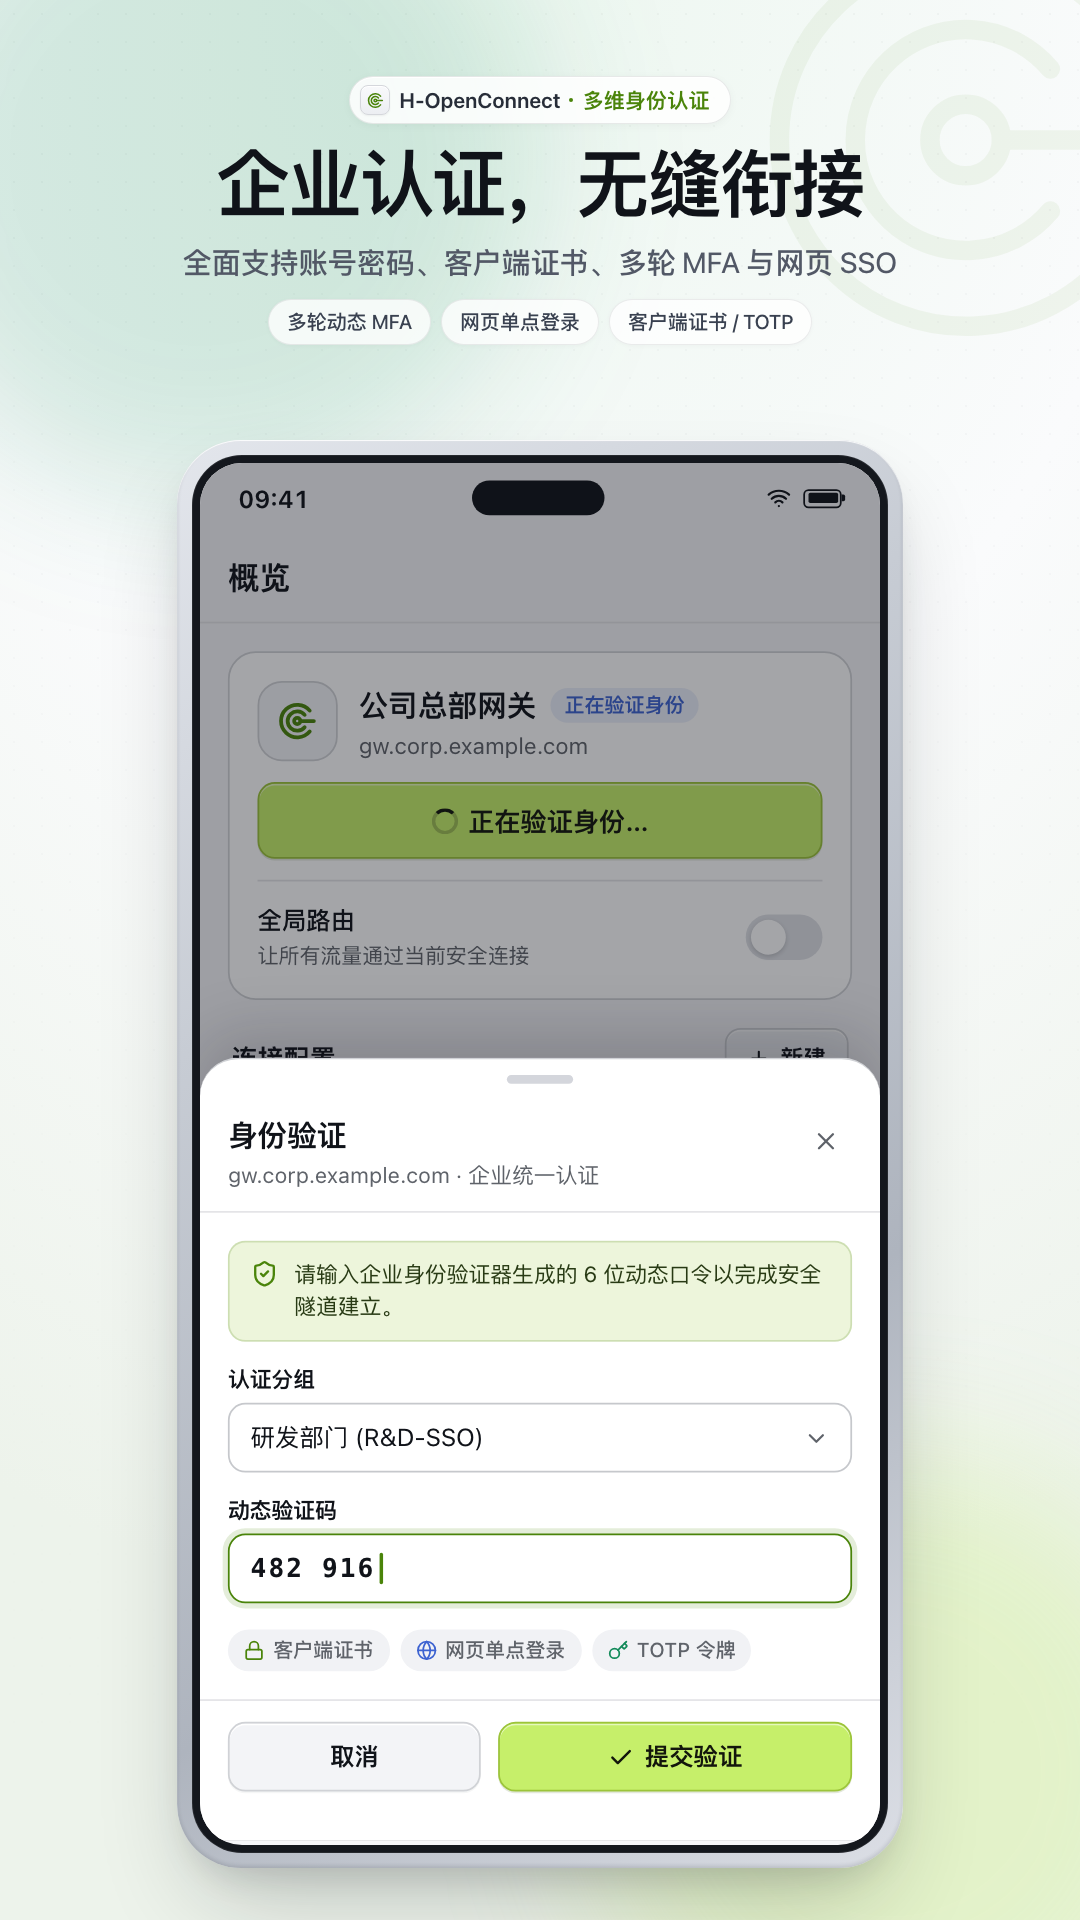 H-OpenConnect · 多维身份认证
企业认证，无缝衔接
全面支持账号密码、客户端证书、多轮 MFA 与网页 SSO
多轮动态 MFA
网页单点登录
客户端证书 / TOTP
09:41
概览
公司总部网关
正在验证身份
gw.corp.example.com
正在验证身份...
全局路由
让所有流量通过当前安全连接
连接配置
+ 新建
身份验证
gw.corp.example.com · 企业统一认证
请输入企业身份验证器生成的 6 位动态口令以完成安全
隧道建立。
认证分组
研发部门 (R&D-SSO)
动态验证码
482 916
客户端证书
网页单点登录
TOTP 令牌
取消
提交验证